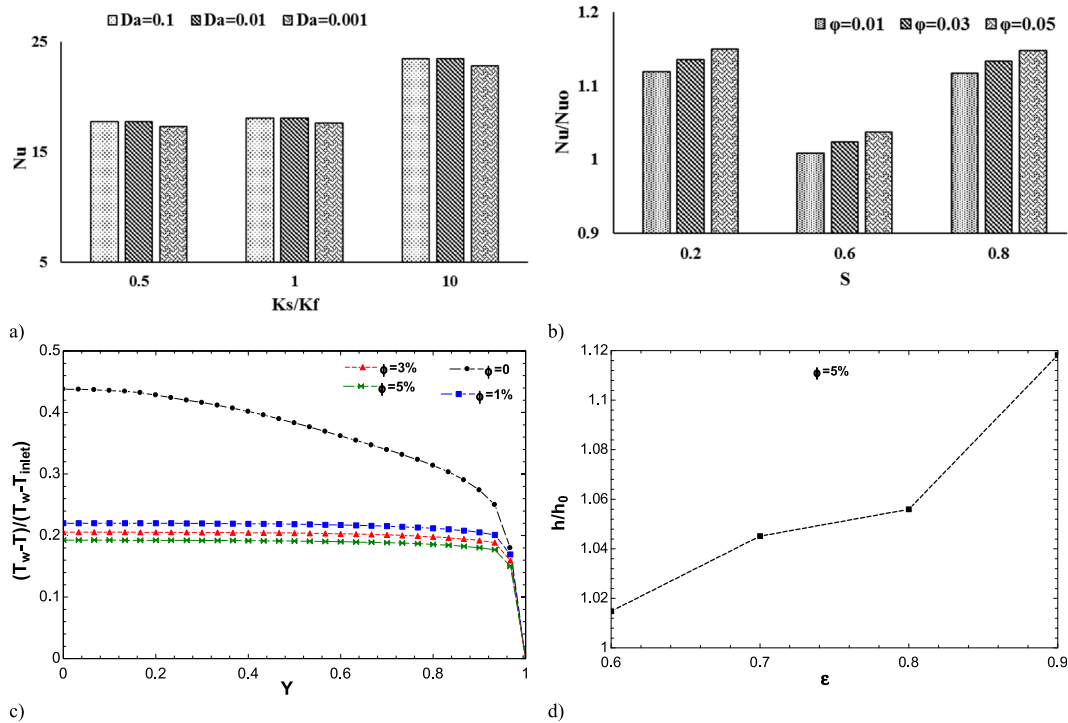 Da=0.1 Da=0.01 Da=0.001
25
15
5
Nu
0.5 1 10
Ks/Kf
a)
φ=0.01 φ=0.03 φ=0.05
1.2
1.1
1
0.9
Nu/Nuo
0.2 0.6 0.8
S
b)
0.5
0.4
0.3
0.2
0.1
0
(Tw-T)/(Tw-Tinlet)
ϕ=3% ϕ=0
ϕ=5% ϕ=1%
0 0.2 0.4 0.6 0.8 1
Y
c)
1.12
1.1
1.08
1.06
1.04
1.02
1
h/h0
ϕ=5%
0.6 0.7 0.8 0.9
ε
d)